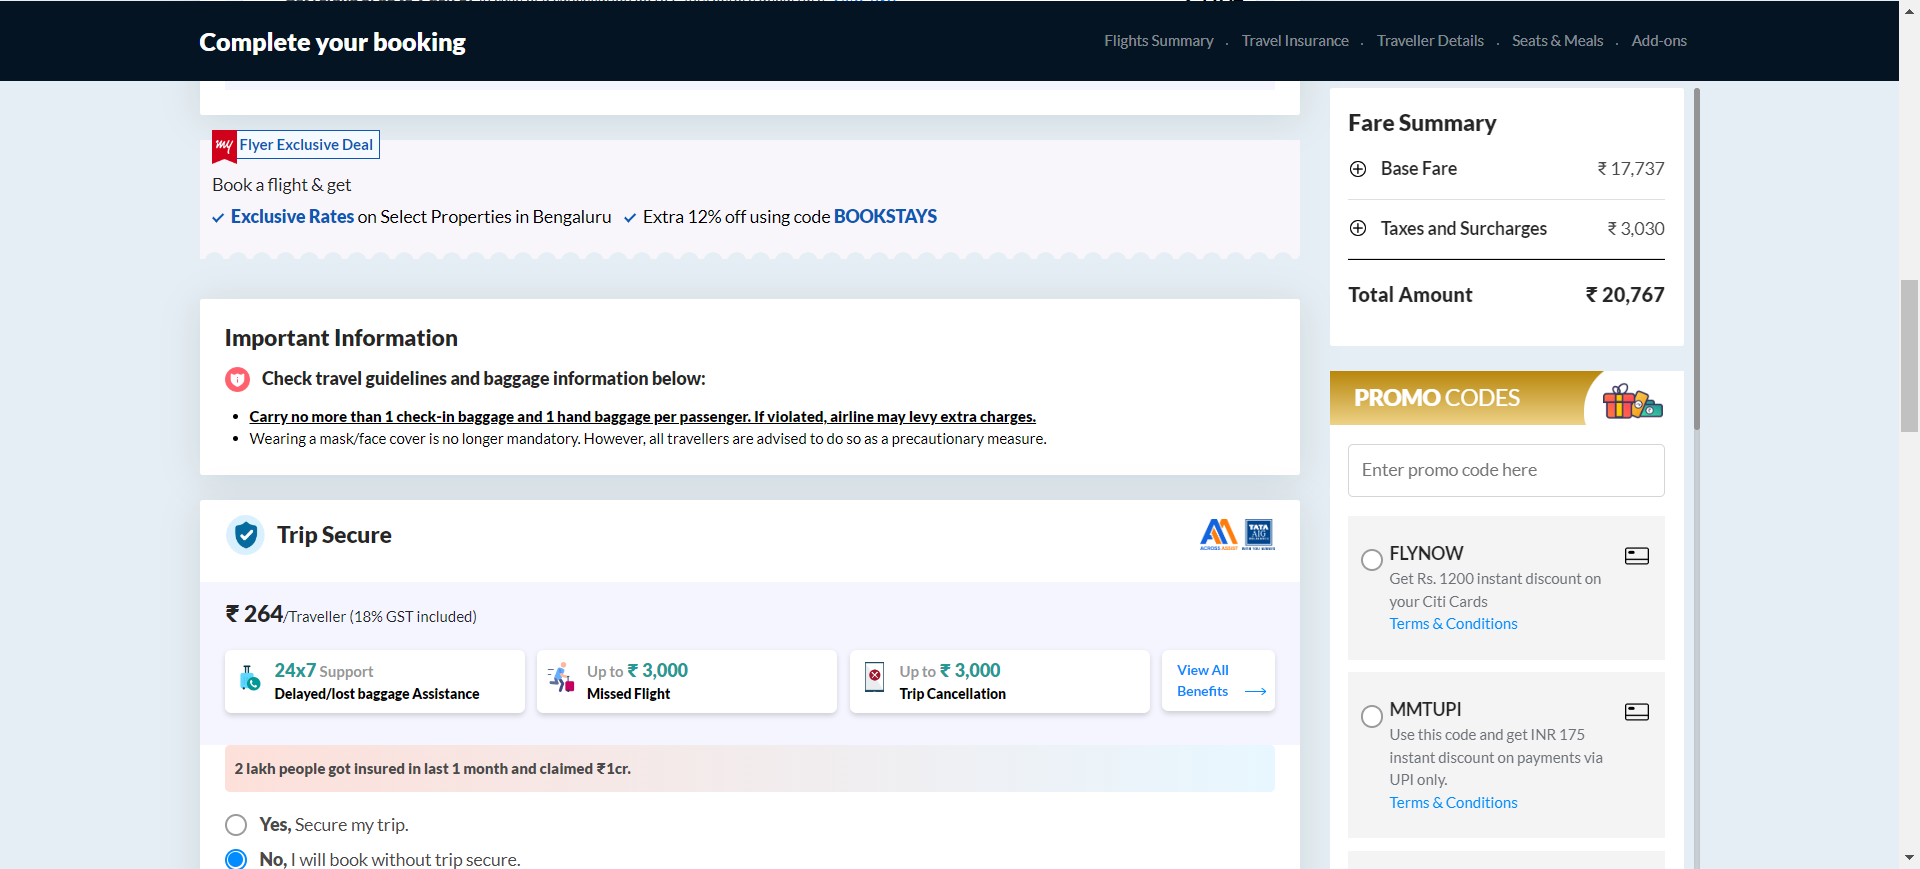 Complete your booking
Flights Summary . Travel Insurance . Traveller Details . Seats & Meals . Add-ons
my Flyer Exclusive Deal
Book a flight & get
Exclusive Rates on Select Properties in Bengaluru Extra 12% off using code BOOKSTAYS
Important Information
Check travel guidelines and baggage information below:
• Carry no more than 1 check-in baggage and 1 hand baggage per passenger. If violated, airline may levy extra charges.
• Wearing a mask/face cover is no longer mandatory. However, all travellers are advised to do so as a precautionary measure.
Trip Secure
ACROSS ASSIST
TATA
AIG
WITH YOU ALWAYS
₹ 264/Traveller (18% GST included)
24x7 Support
Delayed/lost baggage Assistance
Up to ₹ 3,000
Missed Flight
Up to ₹ 3,000
Trip Cancellation
View All
Benefits
2 lakh people got insured in last 1 month and claimed ₹1cr.
Yes, Secure my trip.
No, I will book without trip secure.
Fare Summary
Base Fare ₹ 17,737
Taxes and Surcharges ₹ 3,030
Total Amount ₹ 20,767
PROMO CODES
Enter promo code here
FLYNOW
Get Rs. 1200 instant discount on
your Citi Cards
Terms & Conditions
MMTUPI
Use this code and get INR 175
instant discount on payments via
UPI only.
Terms & Conditions